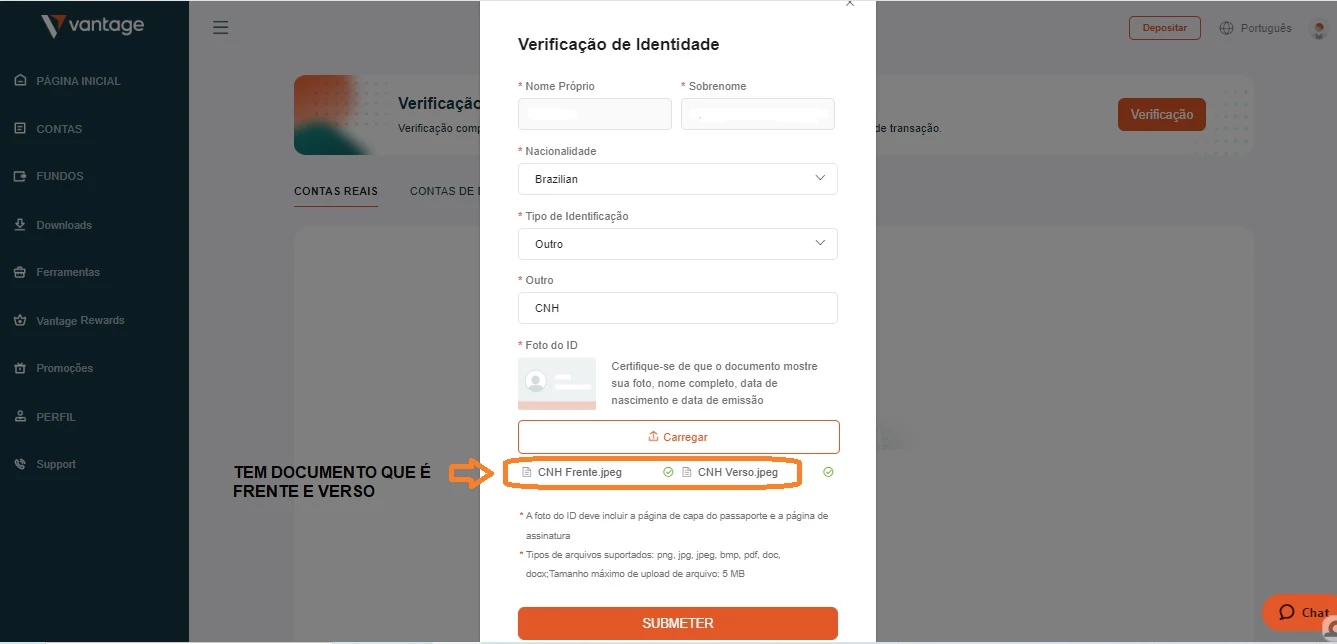 vantage
Depositar
Português
PÁGINA INICIAL
CONTAS
FUNDOS
Downloads
Ferramentas
Vantage Rewards
Promoções
PERFIL
Support
Verificação
Verificação
de transação.
CONTAS REAIS
CONTAS DE
Verificação de Identidade
* Nome Próprio
* Sobrenome
* Nacionalidade
Brazilian
* Tipo de Identificação
Outro
* Outro
CNH
* Foto do ID
Certifique-se de que o documento mostre
sua foto, nome completo, data de
nascimento e data de emissão
Carregar
TEM DOCUMENTO QUE É
FRENTE E VERSO
CNH Frente.jpeg
CNH Verso.jpeg
* A foto do ID deve incluir a página de capa do passaporte e a página de
assinatura
* Tipos de arquivos suportados: png, jpg, jpeg, bmp, pdf, doc,
docx;Tamanho máximo de upload de arquivo: 5 MB
SUBMETER
Verificação
Chat